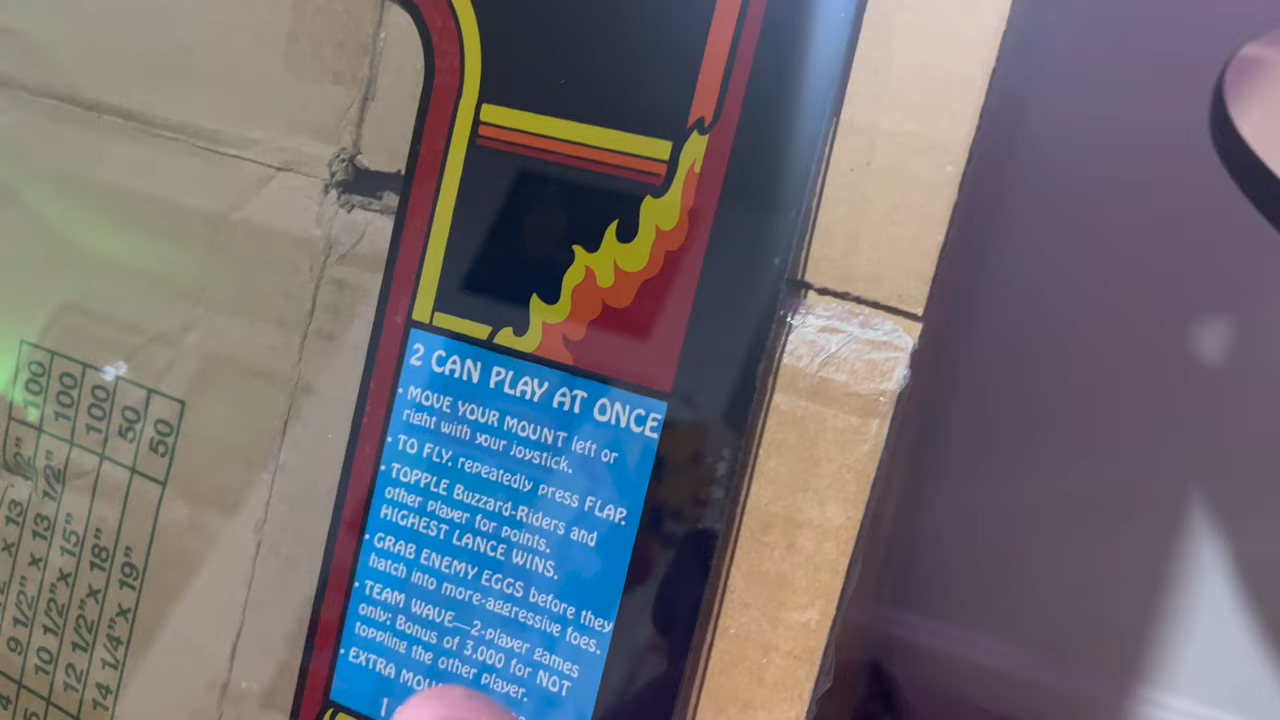 2 CAN PLAY AT ONCE
· MOVE YOUR MOUNT left or
right with your joystick.
· TO FLY, repeatedly press FLAP.
· TOPPLE Buzzard-Riders and
other player for points.
HIGHEST LANCE WINS.
· GRAB ENEMY EGGS before they
hatch into more-aggressive foes.
· TEAM WAVE—2-player games
only: Bonus of 3,000 for NOT
toppling the other player.
· EXTRA
1
100
9 1/2" x 13 1/2" 100
10 1/2" x 15" 100
12 1/2" x 18" 50
14 1/4" x 19" 50